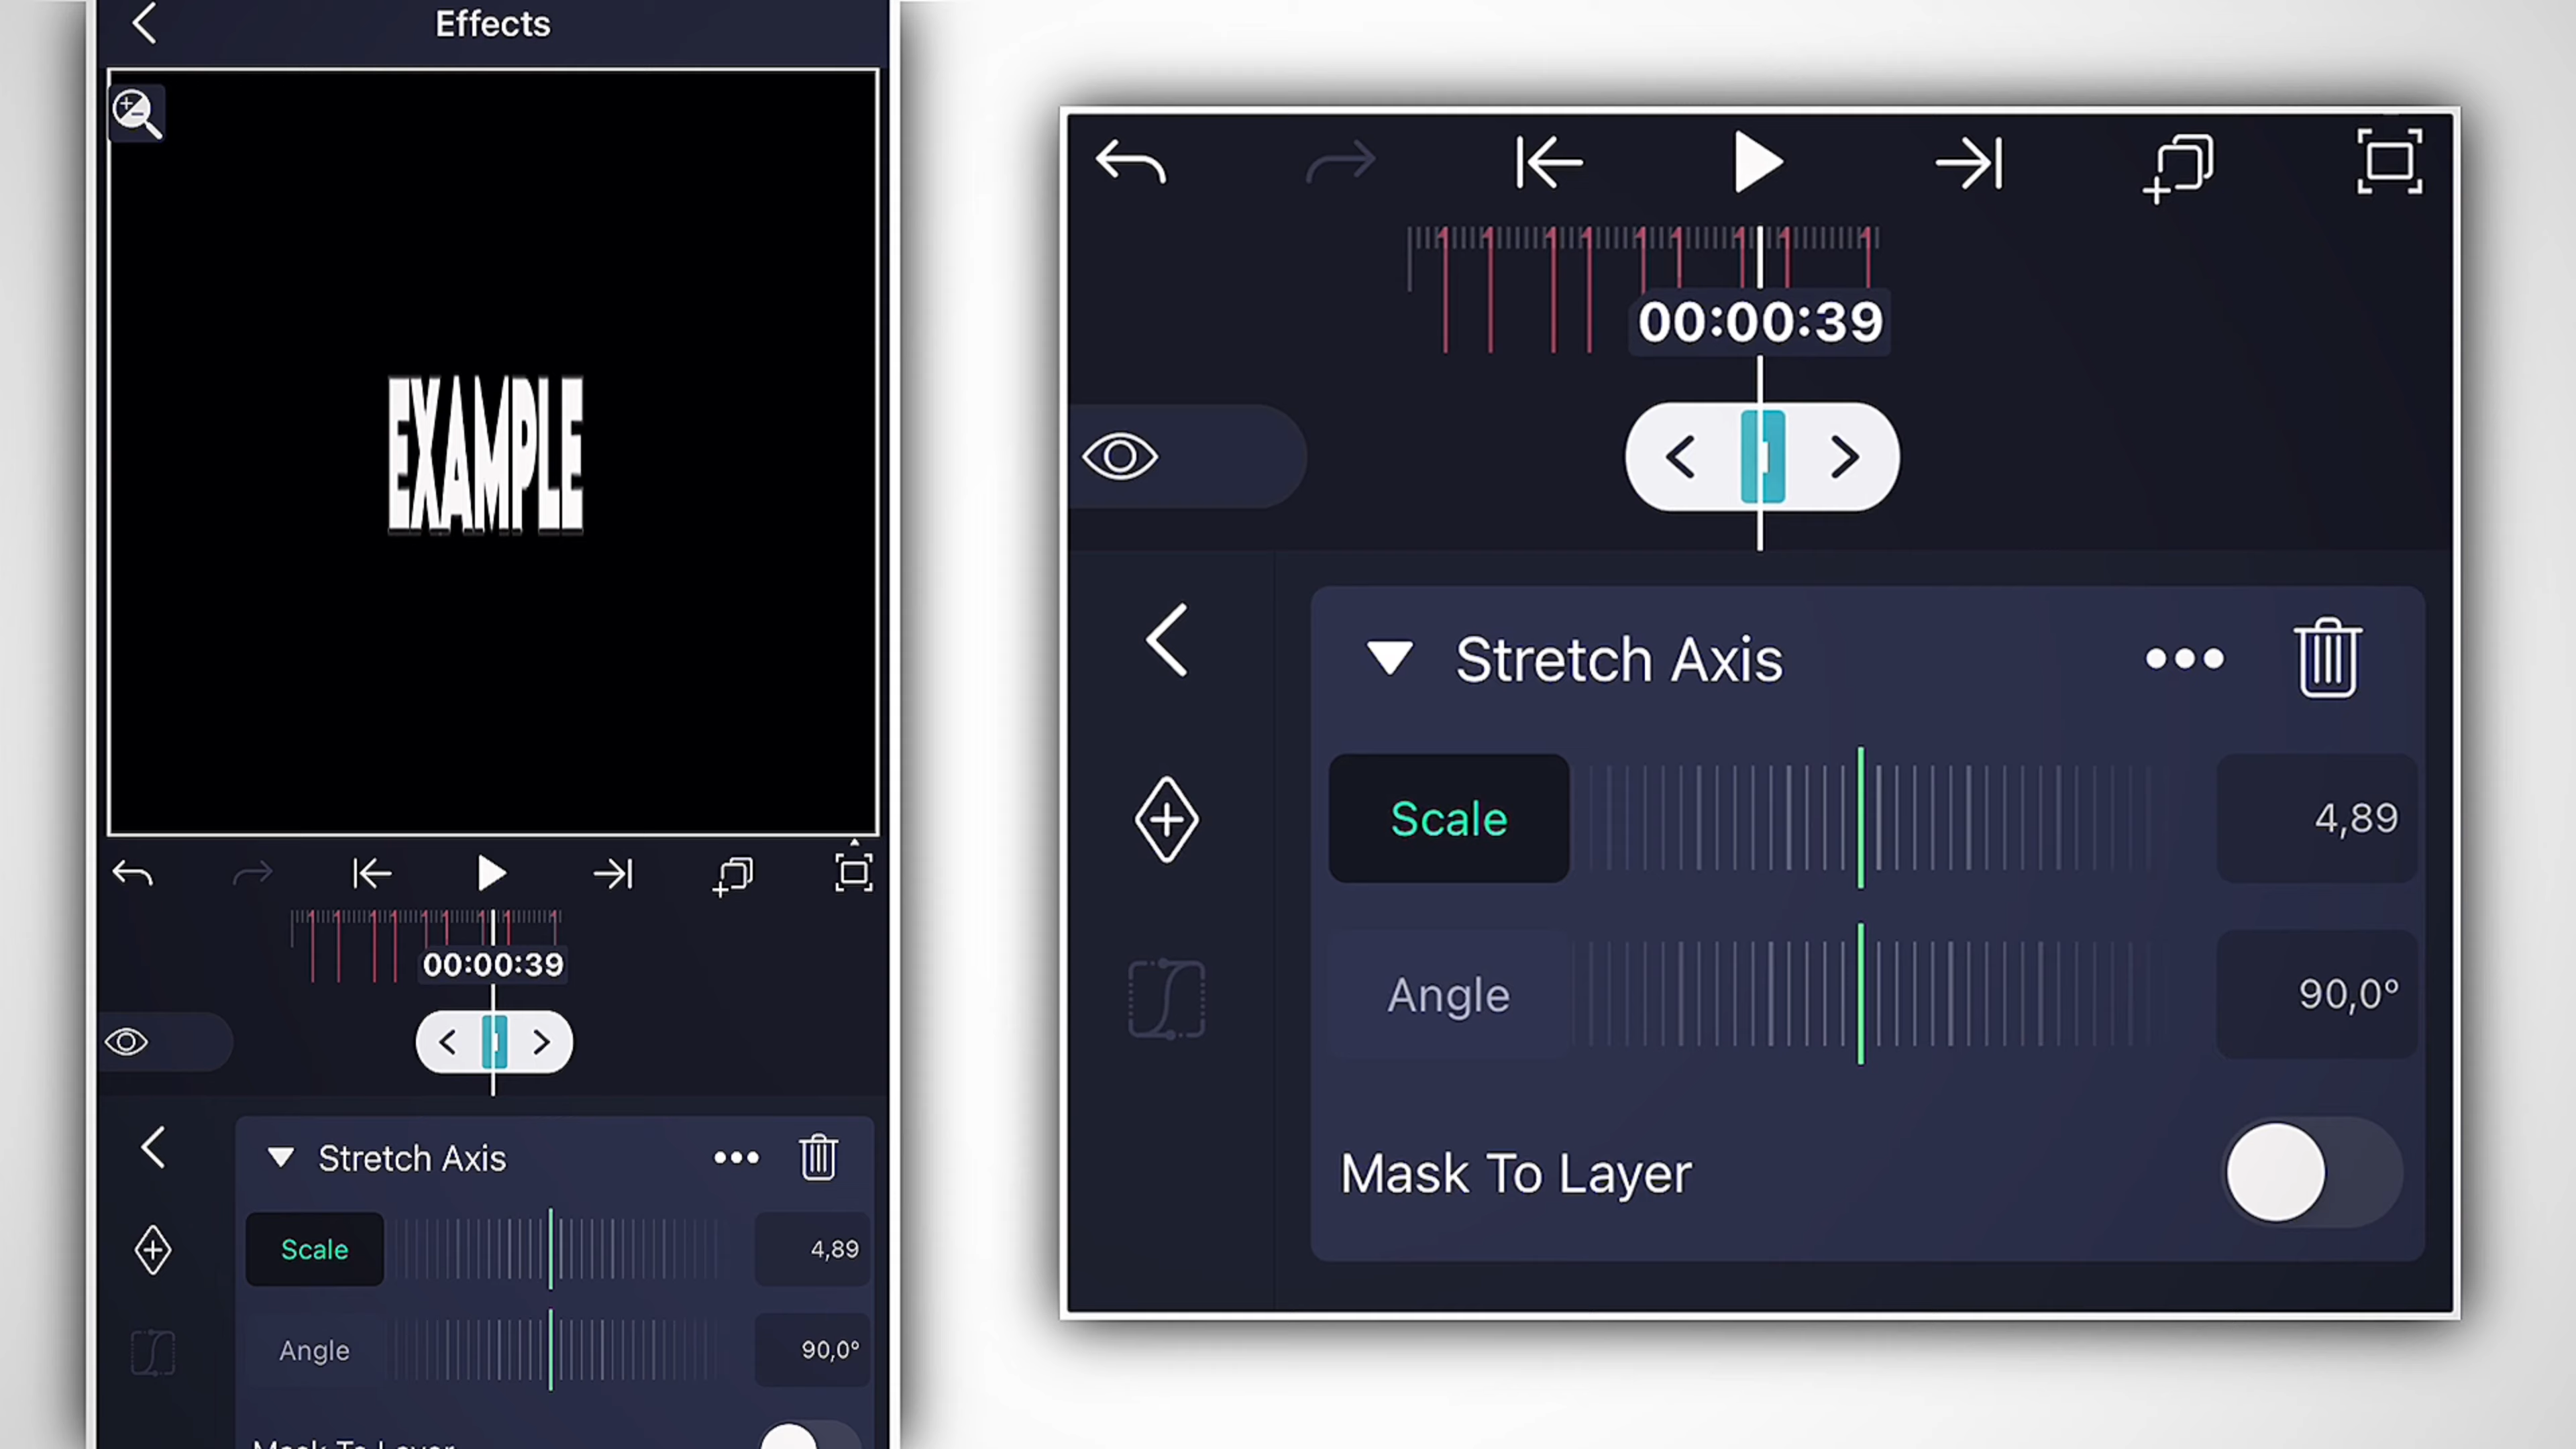 Effects
EXAMPLE
00:00:39
Stretch Axis
Scale
4,89
Angle
90,0°
Mask To Layer
00:00:39
Stretch Axis
Scale
4,89
Angle
90,0°
Mask To Layer